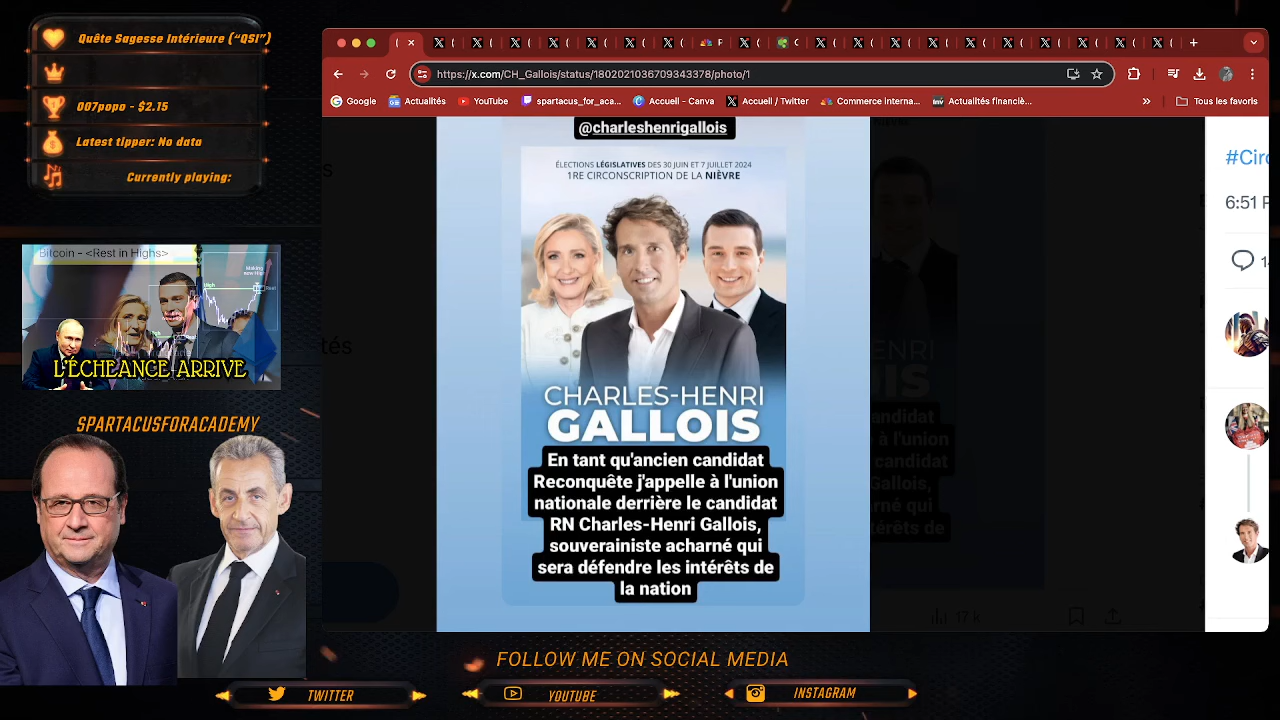 Quête Sagesse Intérieure ("QSI")
007popo - $2.15
Latest tipper: No data
Currently playing:
Bitcoin - <Rest in Highs>
L'ÉCHEANCE ARRIVE
SPARTACUSFORACADEMY
https://x.com/CH_Gallois/status/1802021036709343378/photo/1
Google
Actualités
YouTube
spartacus_for_aca...
Accueil - Canva
Accueil / Twitter
Commerce interna...
Actualités financiè...
»
Tous les favoris
@charleshenrigallois
ÉLECTIONS LÉGISLATIVES DES 30 JUIN ET 7 JUILLET 2024
1RE CIRCONSCRIPTION DE LA NIÈVRE
CHARLES-HENRI
GALLOIS
En tant qu'ancien candidat
Reconquête j'appelle à l'union
nationale derrière le candidat
RN Charles-Henri Gallois,
souverainiste acharné qui
sera défendre les intérêts de
la nation
#Circ
6:51 P
17 k
FOLLOW ME ON SOCIAL MEDIA
TWITTER
YOUTUBE
INSTAGRAM